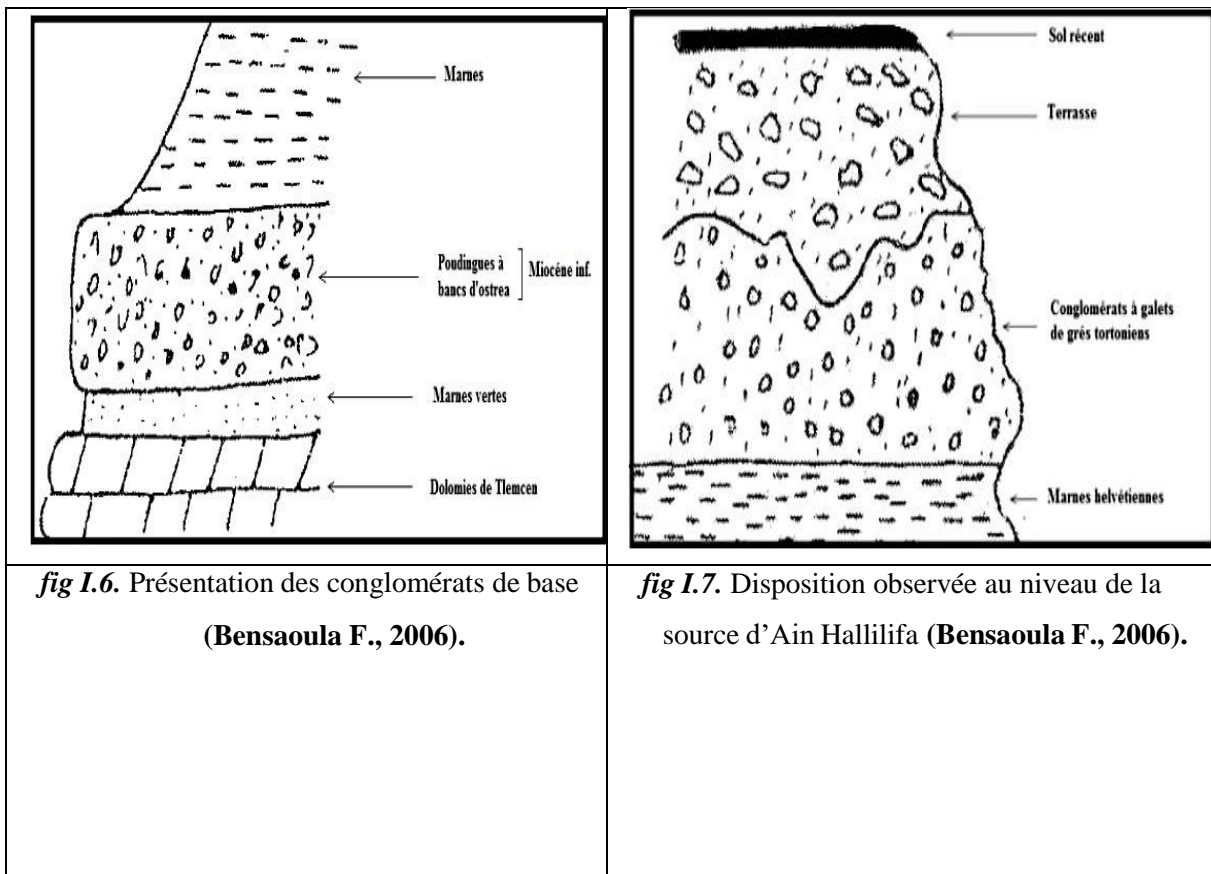 Marnes
Poudingues à
bancs d'ostrea
Miocéne inf.
Marnes vertes
Dolomies de Tlemcen
fig I.6. Présentation des conglomérats de base
(Bensaoula F., 2006).
Sol récent
Terrasse
Conglomérats à galets
de grés tortoniens
Marnes helvétiennes
fig I.7. Disposition observée au niveau de la
source d'Ain Hallilifa (Bensaoula F., 2006).